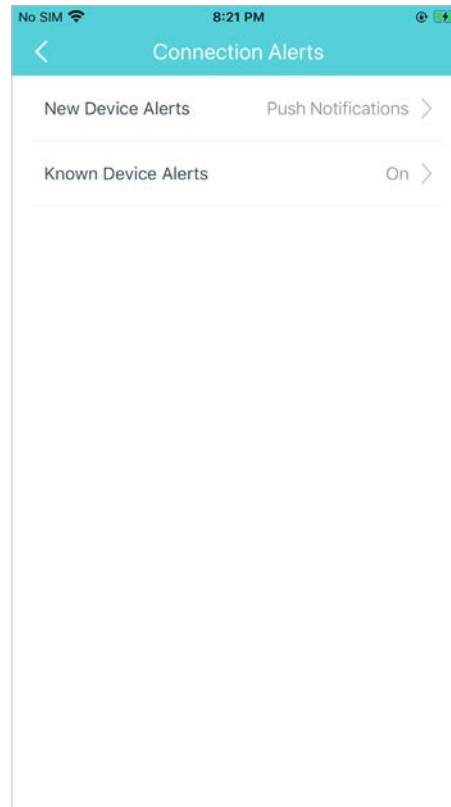 No SIM 8:21 PM
Connection Alerts
New Device Alerts Push Notifications
Known Device Alerts On